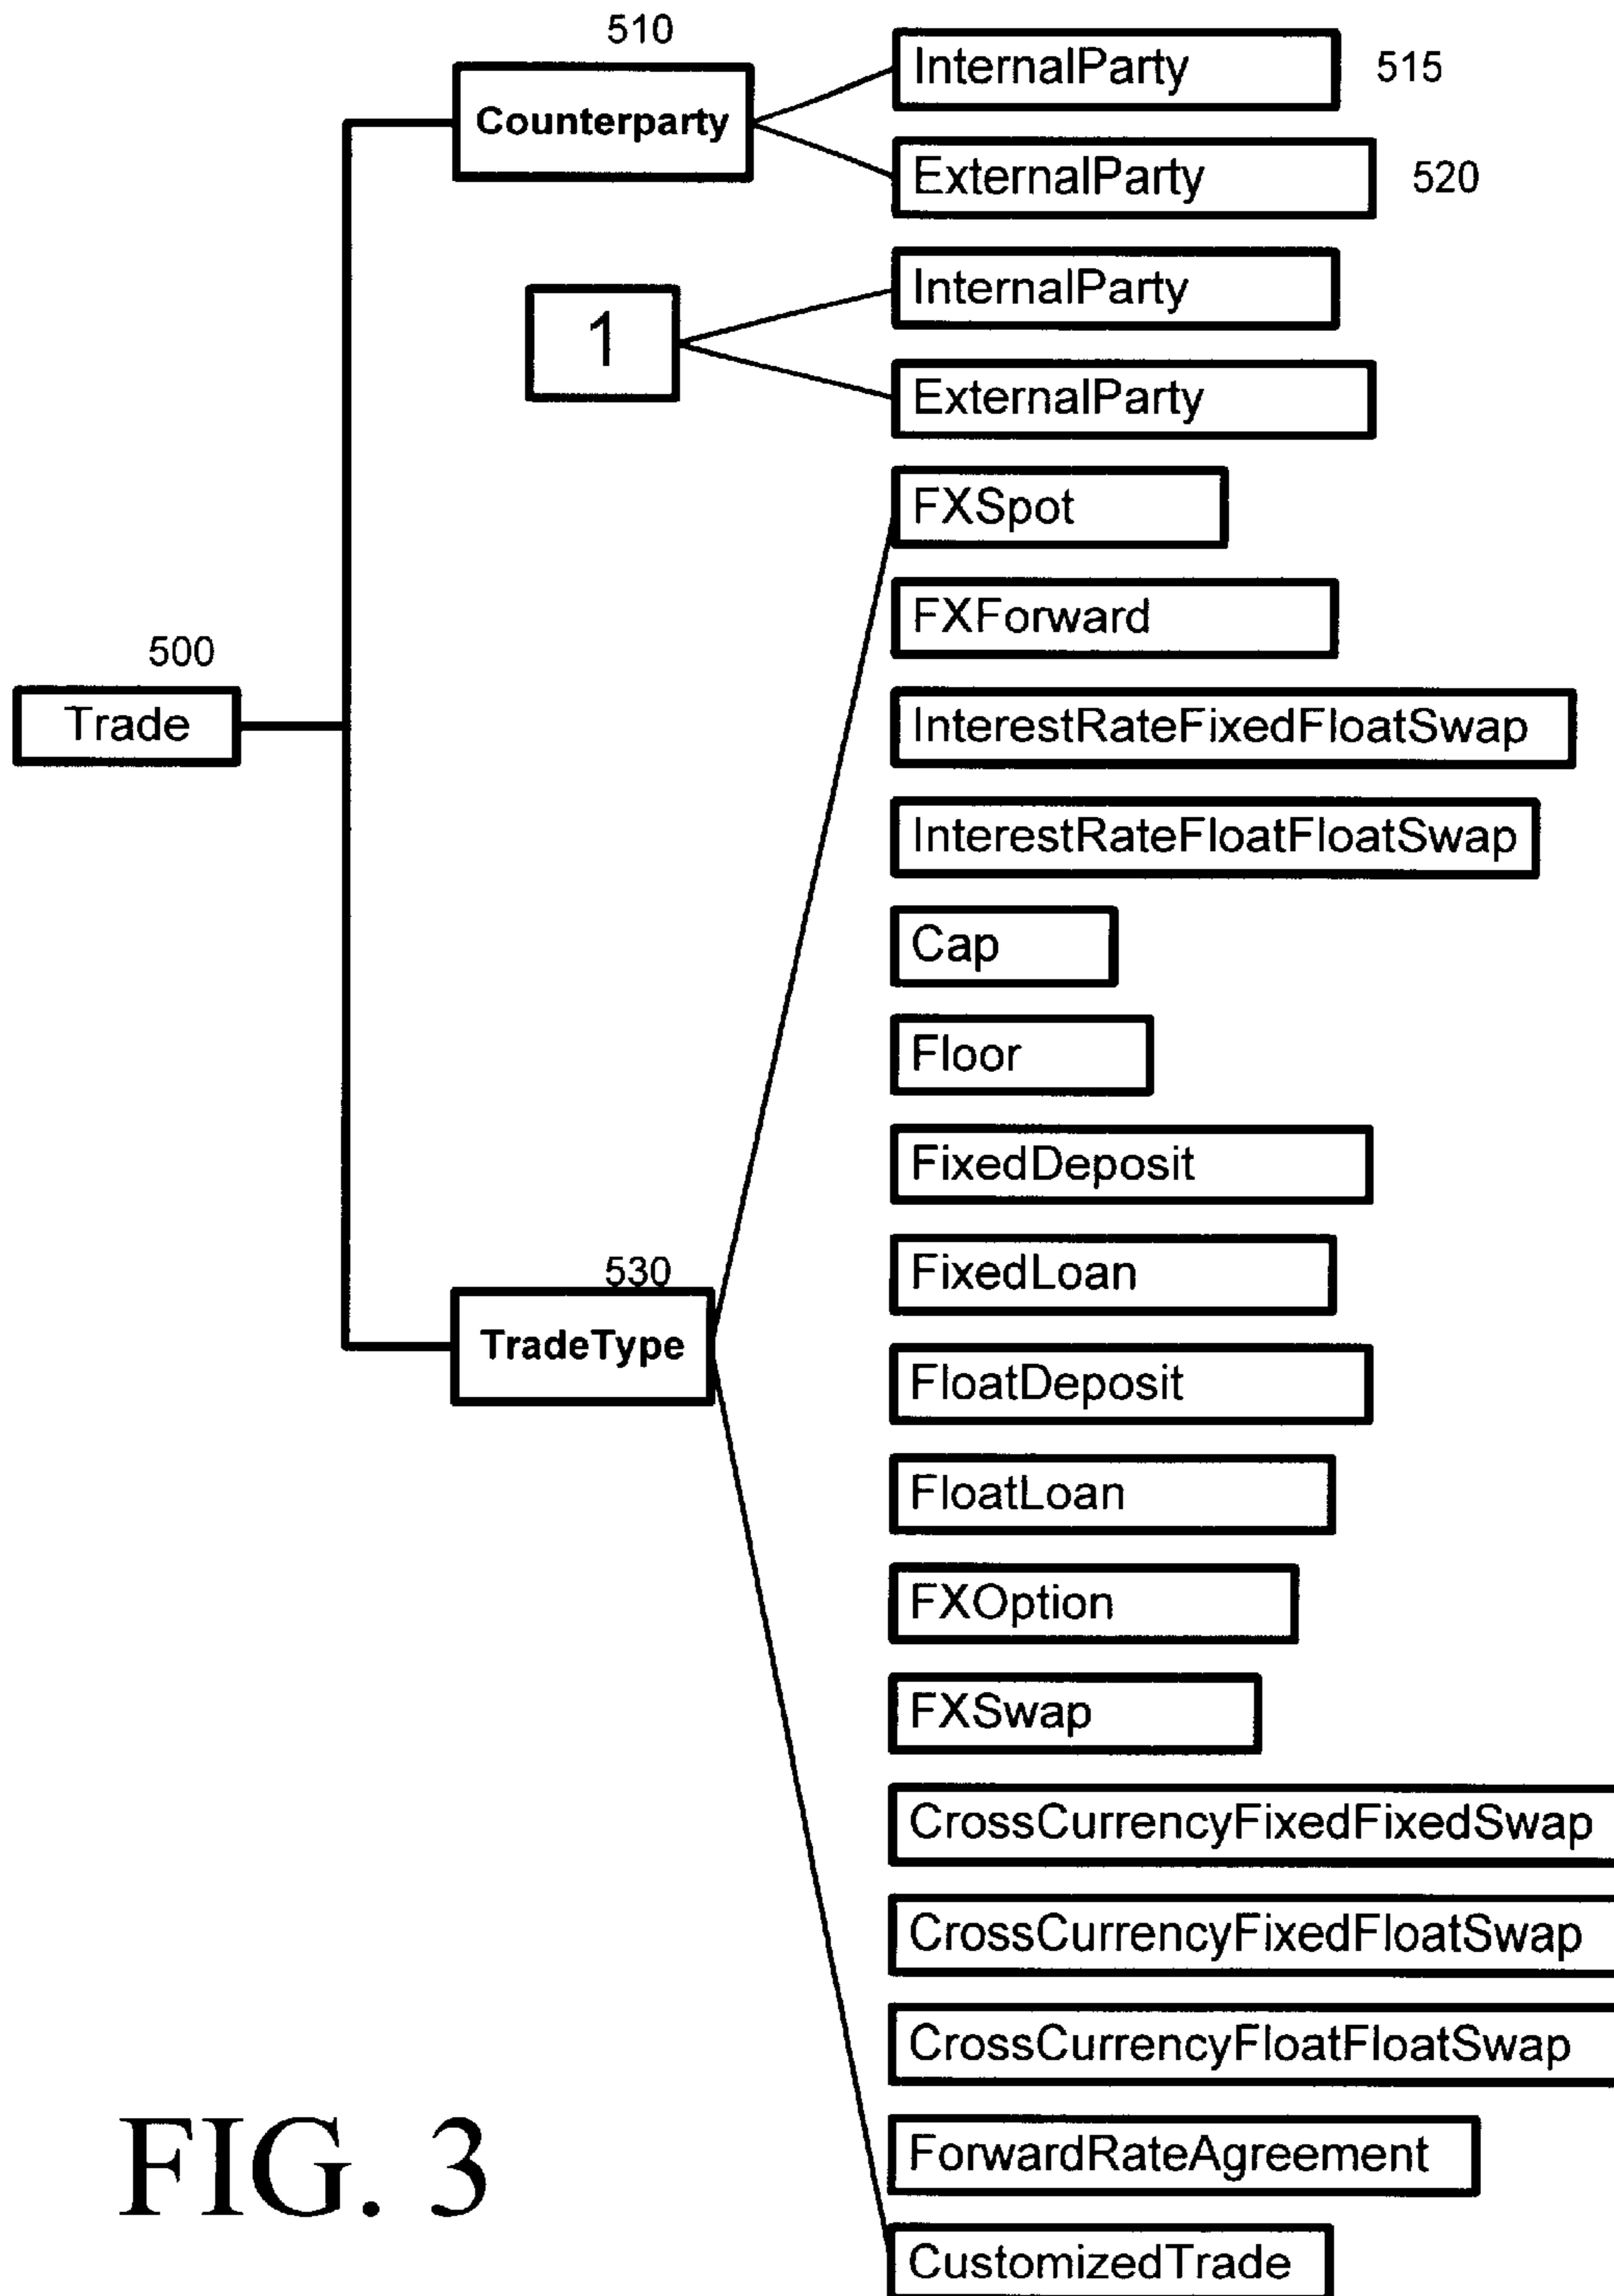 510
Counterparty
InternalParty
515
ExternalParty
520
1
InternalParty
ExternalParty
500
Trade
530
TradeType
FXSpot
FXForward
InterestRateFixedFloatSwap
InterestRateFloatFloatSwap
Cap
Floor
FixedDeposit
FixedLoan
FloatDeposit
FloatLoan
FXOption
FXSwap
CrossCurrencyFixedFixedSwap
CrossCurrencyFixedFloatSwap
CrossCurrencyFloatFloatSwap
ForwardRateAgreement
CustomizedTrade
FIG. 3